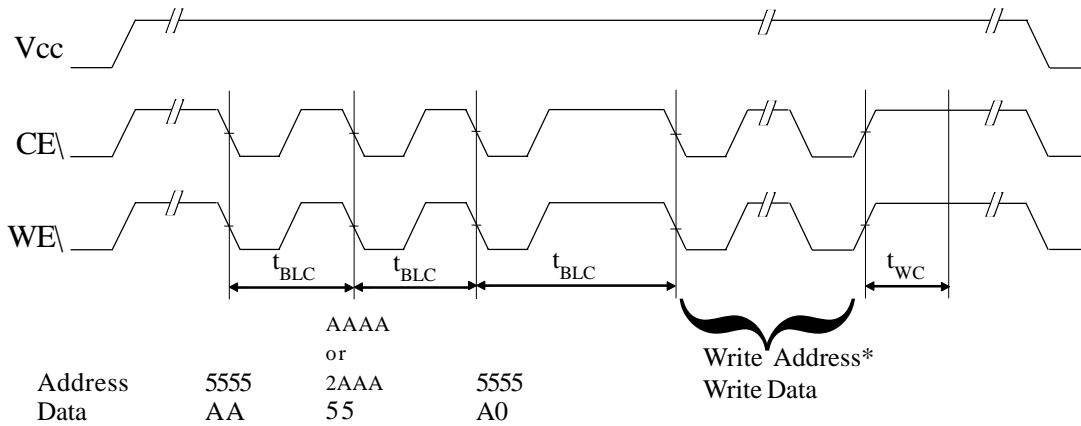 Vcc
CE\
WE\
tBLC tBLC tBLC tWC
AAAA
or
Address 5555 2AAA 5555
Data AA 55 A0
Write Address*
Write Data